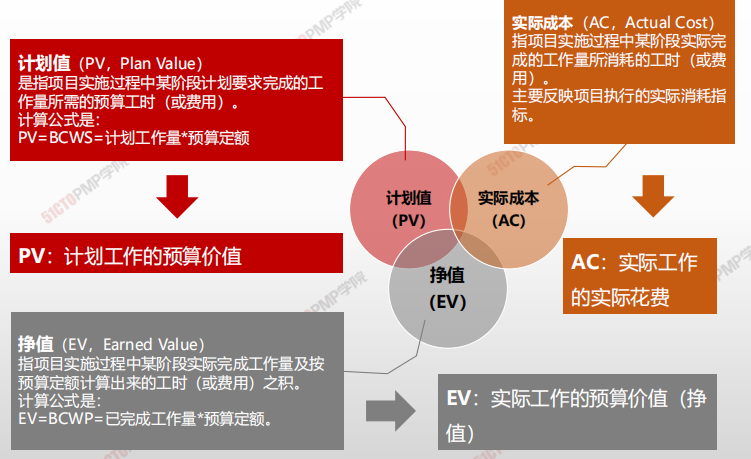 计划值（PV，Plan Value）
是指项目实施过程中某阶段计划要求完成的工
作量所需的预算工时（或费用）。
计算公式是：
PV=BCWS=计划工作量*预算定额
实际成本（AC，Actual Cost）
指项目实施过程中某阶段实际完
成的工作量所消耗的工时（或费
用）。
主要反映项目执行的实际消耗指
标。
计划值
（PV）
实际成本
（AC）
挣值
（EV）
PV：计划工作的预算价值
AC：实际工作
的实际花费
挣值（EV，Earned Value）
指项目实施过程中某阶段实际完成工作量及按
预算定额计算出来的工时（或费用）之积。
计算公式是：
EV=BCWP=已完成工作量*预算定额。
EV：实际工作的预算价值（挣
值）
51CTOPMP学院